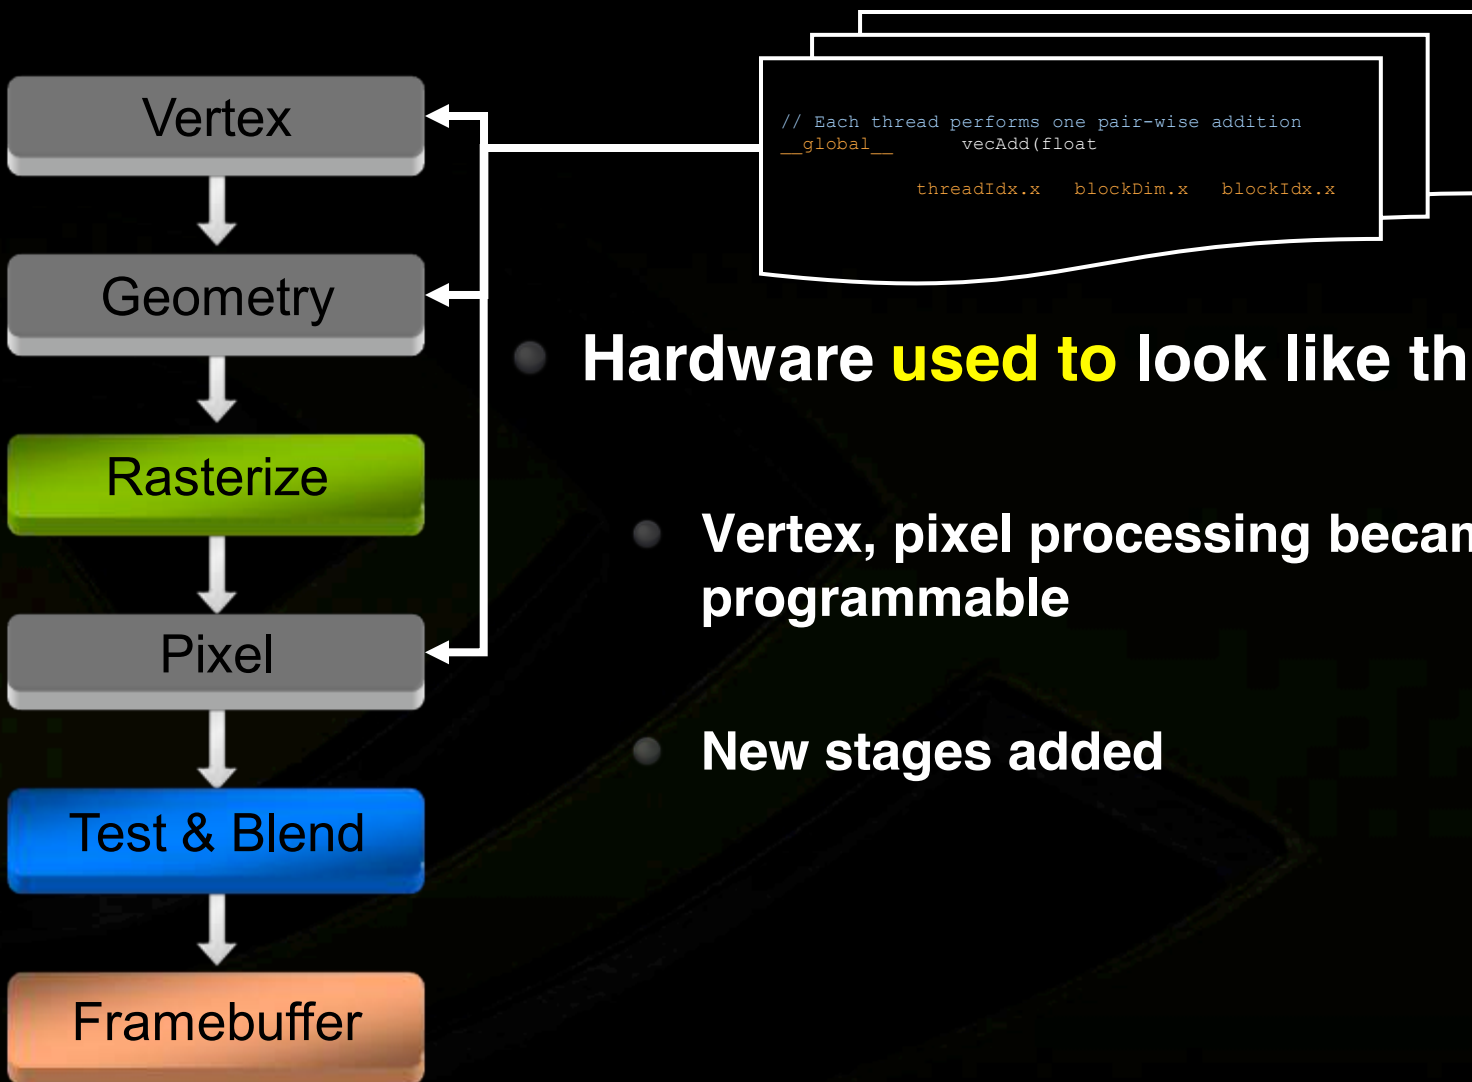 Vertex
Geometry
Rasterize
Pixel
Test & Blend
Framebuffer
// Each thread performs one pair-wise addition
__global__ vecAdd(float
threadIdx.x blockDim.x blockIdx.x
Hardware used to look like th
Vertex, pixel processing becam
programmable
New stages added